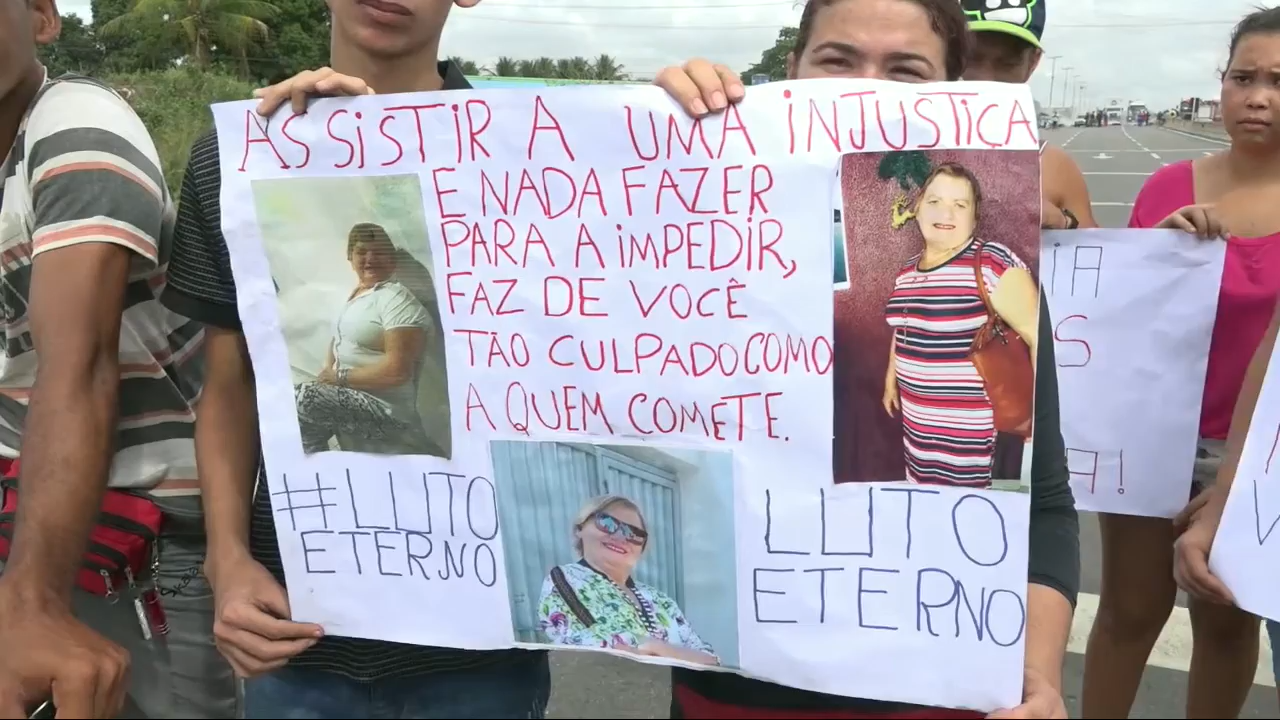 ASSISTIR A UMA INJUSTIÇA
E NADA FAZER
PARA A IMPEDIR,
FAZ DE VOCÊ
TÃO CULPADO COMO
A QUEM COMETE.
#LUTO
ETERNO
LUTO
ETERNO
IA
S
A!